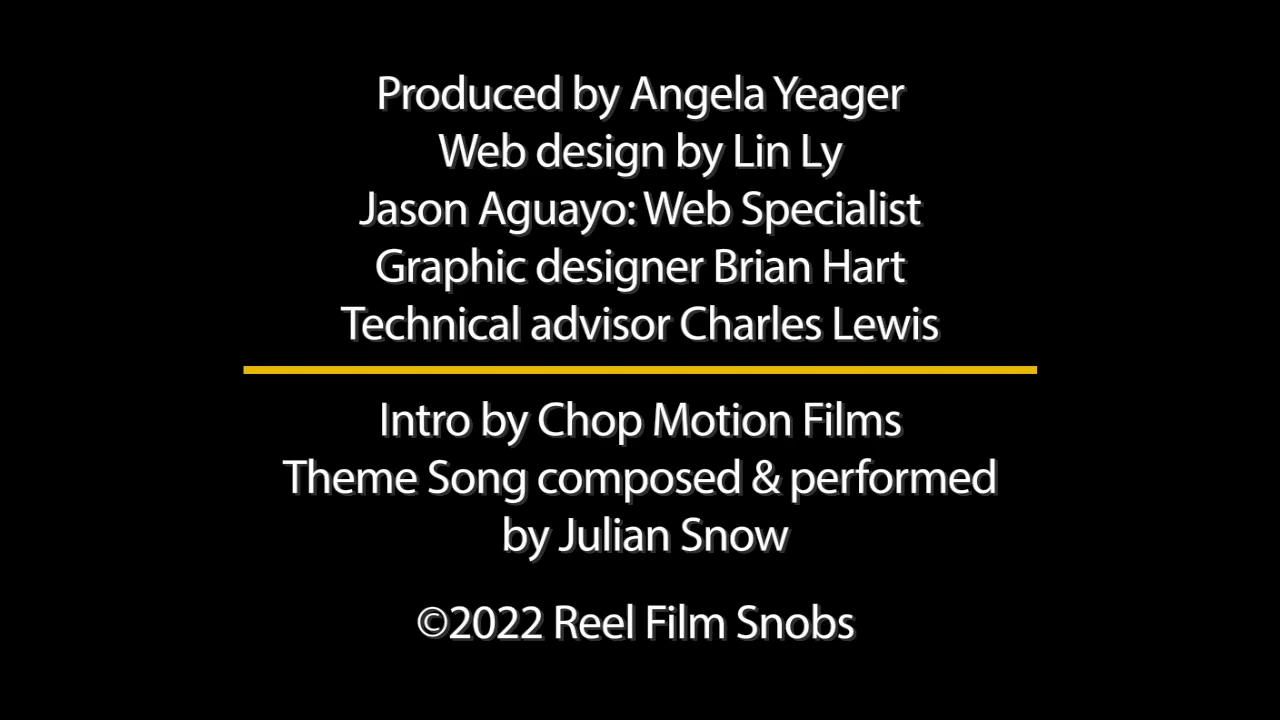 Produced by Angela Yeager
Web design by Lin Ly
Jason Aguayo: Web Specialist
Graphic designer Brian Hart
Technical advisor Charles Lewis
Intro by Chop Motion Films
Theme Song composed & performed
by Julian Snow
©2022 Reel Film Snobs